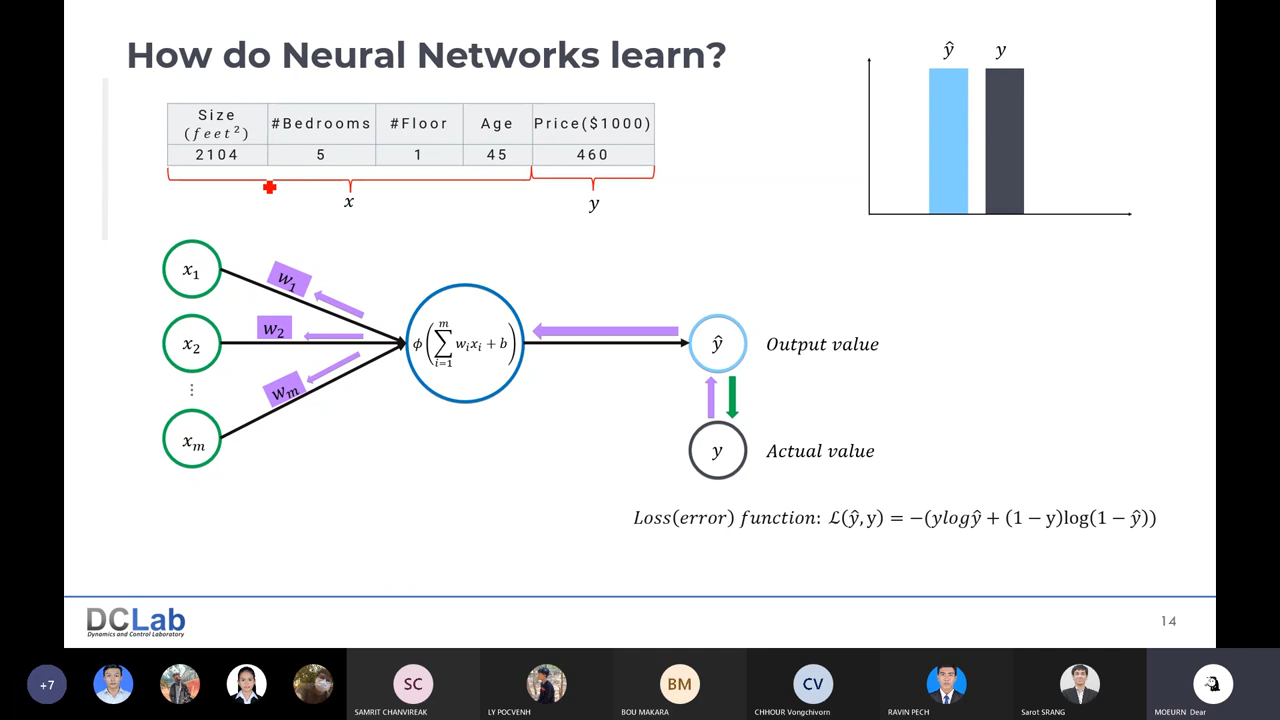 How do Neural Networks learn?
ŷ y
Size (feet²) #Bedrooms #Floor Age Price($1000)
2104 5 1 45 460
x y
x₁ w₁
x₂ w₂ ϕ(∑ᵢ₌₁ᵐ wᵢxᵢ + b) ŷ Output value
⋮
xₘ wₘ
y Actual value
Loss(error) function: ℒ(ŷ,y) = −(ylogŷ + (1 − y)log(1 − ŷ))
DCLab
Dynamics and Control Laboratory
14
+7 SC BM CV
SAMRIT CHANVIREAK LY POCVENH BOU MAKARA CHHOUR Vongchivorn RAVIN PECH Sarot SRANG MOEURN Dear